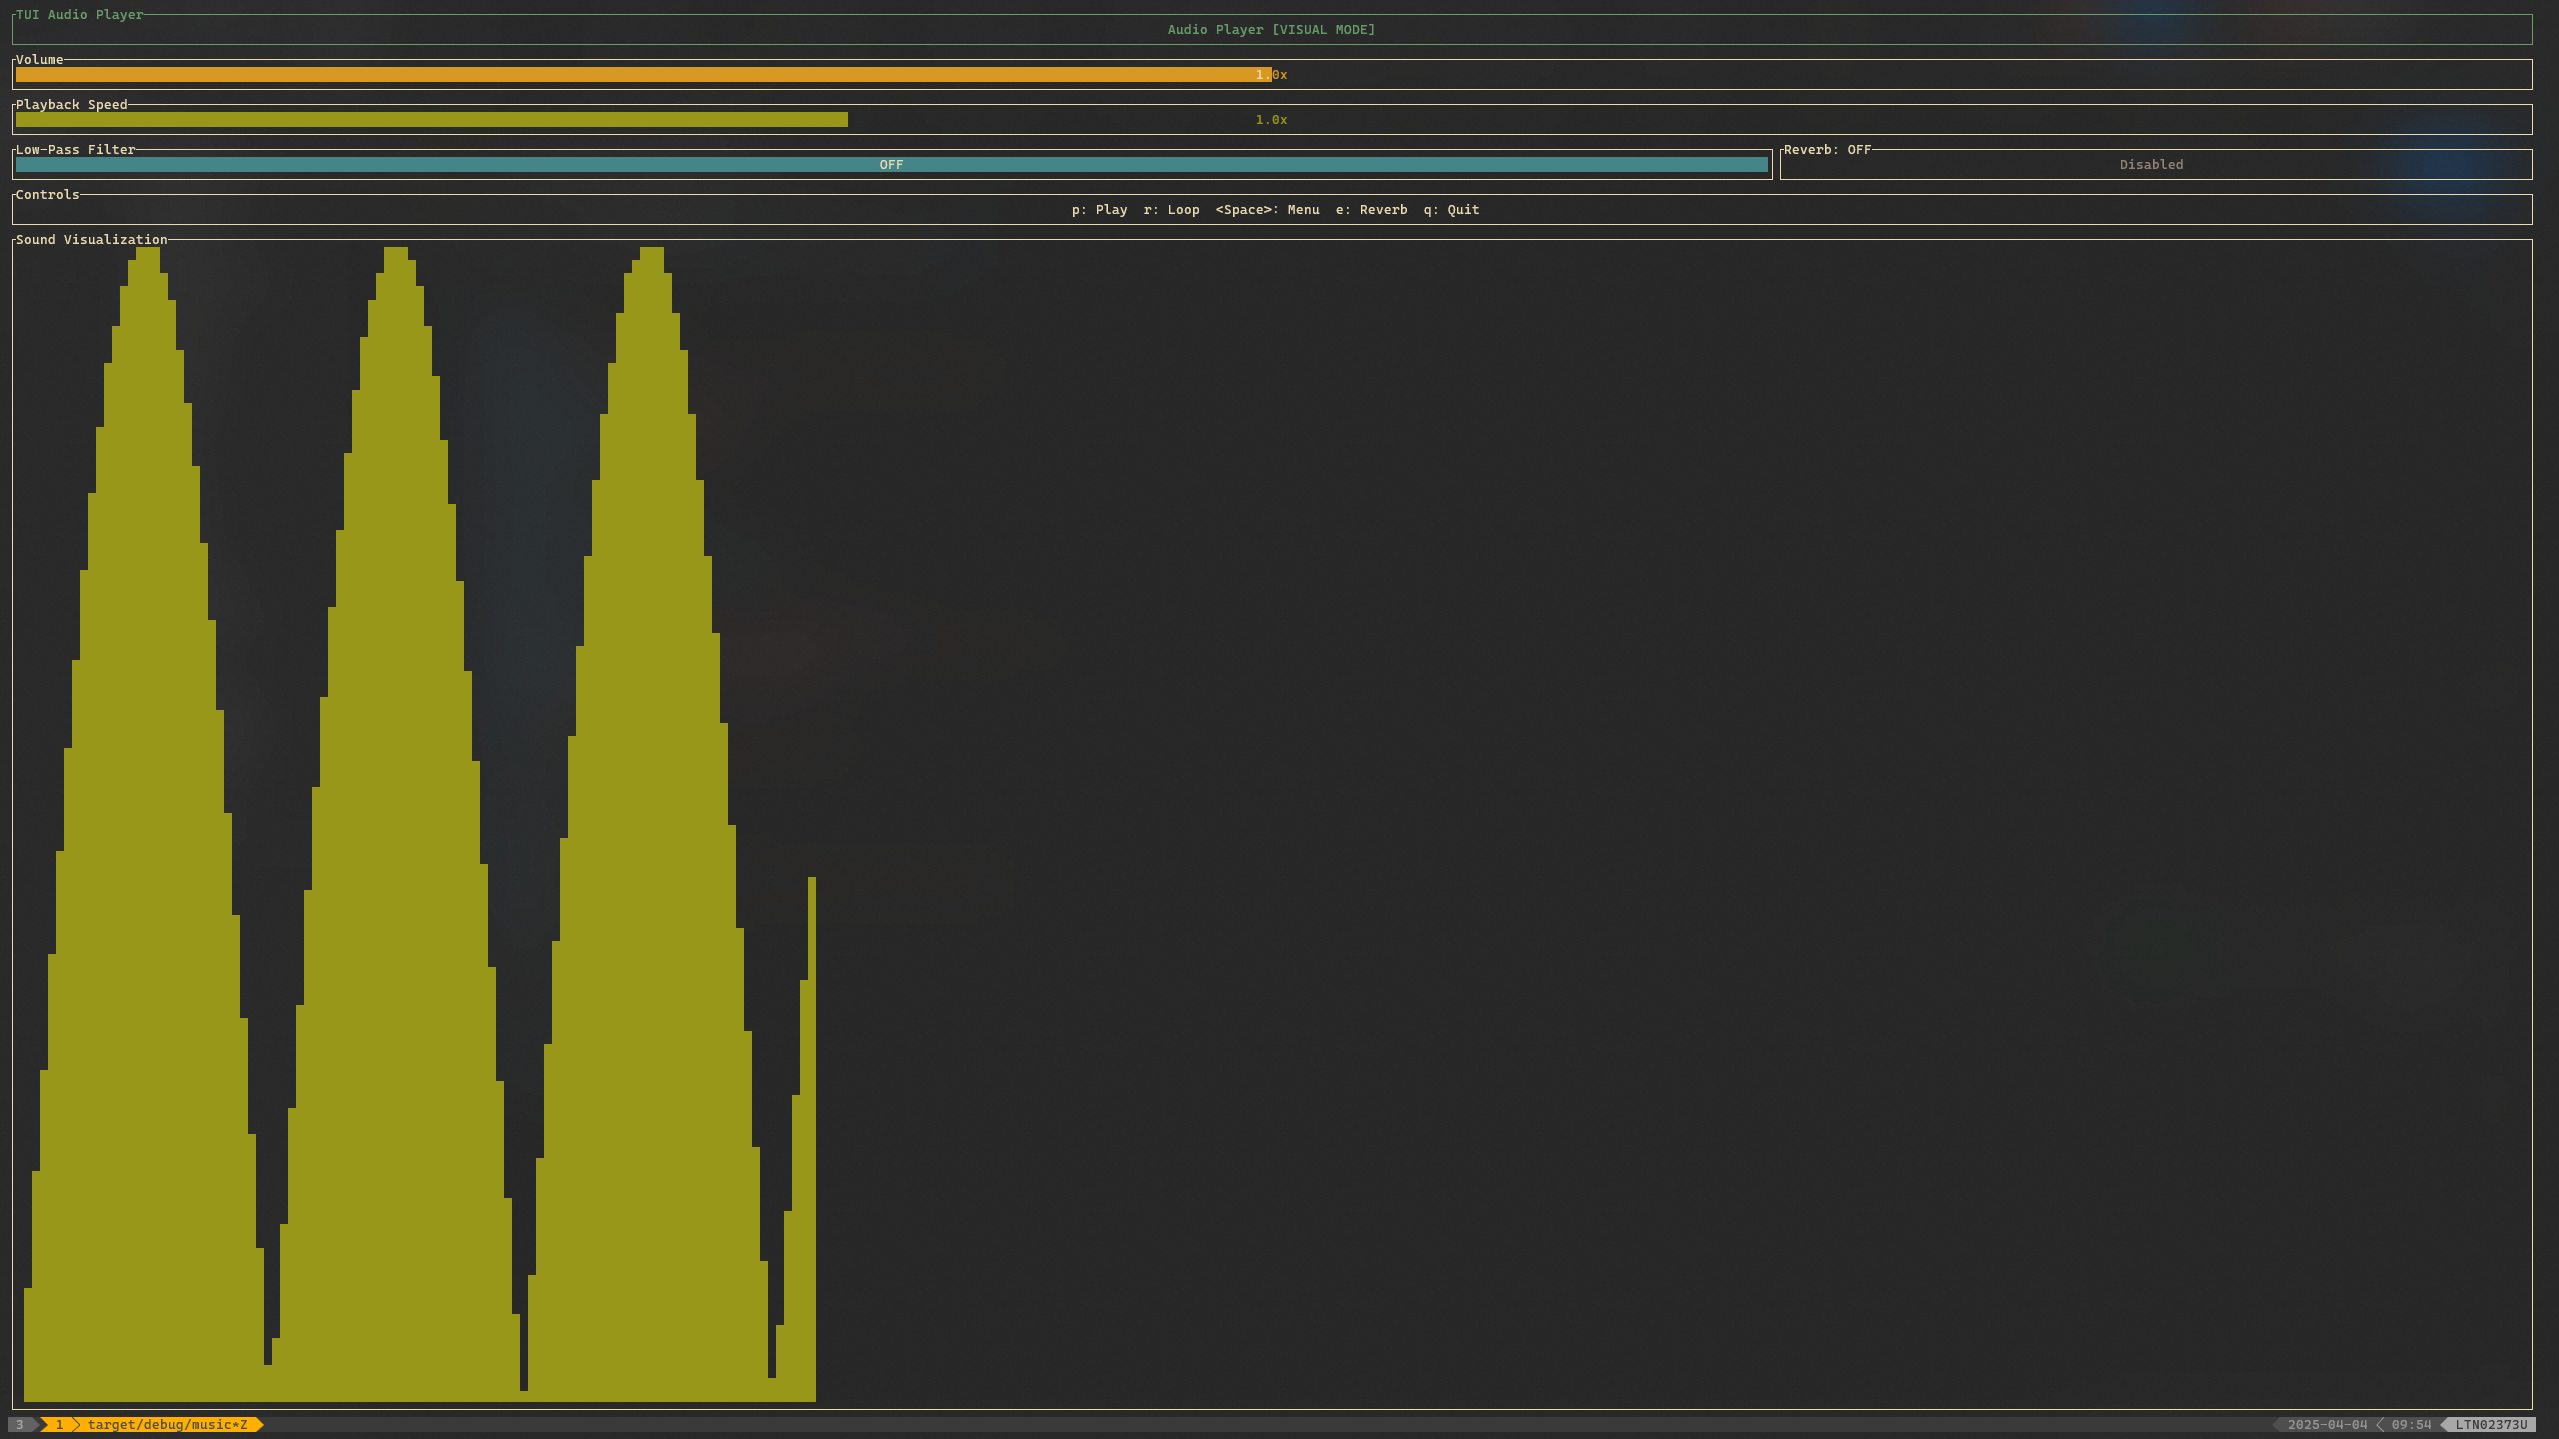 TUI Audio Player
Audio Player [VISUAL MODE]
Volume
1.0x
Playback Speed
1.0x
Low-Pass Filter
OFF
Reverb: OFF
Disabled
Controls
p: Play  r: Loop  <Space>: Menu  e: Reverb  q: Quit
Sound Visualization
3 1 target/debug/music*Z 2025-04-04 09:54 LTN02373U